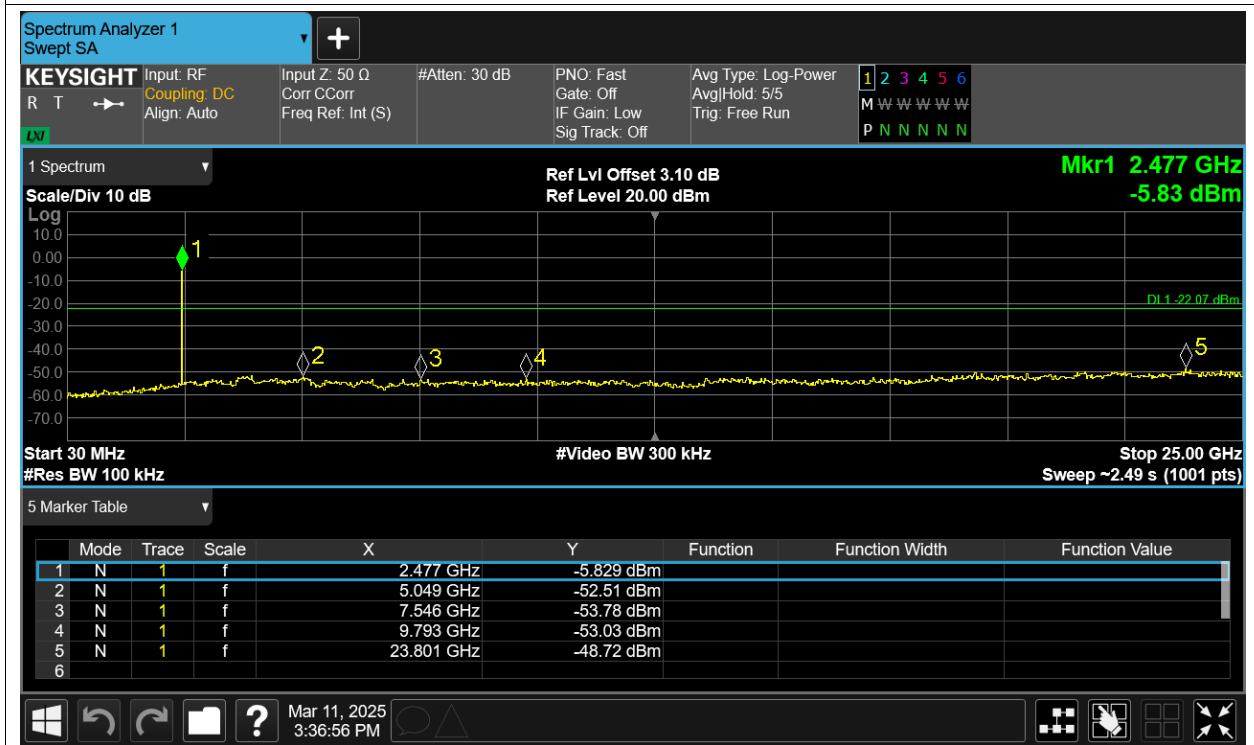 Spectrum Analyzer 1
Swept SA
+
KEYSIGHT
R T
LXI
Input: RF
Coupling: DC
Align: Auto
Input Z: 50 Ω
Corr CCorr
Freq Ref: Int (S)
#Atten: 30 dB
PNO: Fast
Gate: Off
IF Gain: Low
Sig Track: Off
Avg Type: Log-Power
Avg|Hold: 5/5
Trig: Free Run
1 2 3 4 5 6
M W W W W W
P N N N N N
1 Spectrum
Scale/Div 10 dB
Ref Lvl Offset 3.10 dB
Ref Level 20.00 dBm
Mkr1 2.477 GHz
-5.83 dBm
Log
10.0
0.00
-10.0
-20.0
-30.0
-40.0
-50.0
-60.0
-70.0
1
2
3
4
5
DL1 -22.07 dBm
Start 30 MHz
#Res BW 100 kHz
#Video BW 300 kHz
Stop 25.00 GHz
Sweep ~2.49 s (1001 pts)
5 Marker Table
Mode Trace Scale X Y Function Function Width Function Value
1 N 1 f 2.477 GHz -5.829 dBm
2 N 1 f 5.049 GHz -52.51 dBm
3 N 1 f 7.546 GHz -53.78 dBm
4 N 1 f 9.793 GHz -53.03 dBm
5 N 1 f 23.801 GHz -48.72 dBm
6
?
Mar 11, 2025
3:36:56 PM